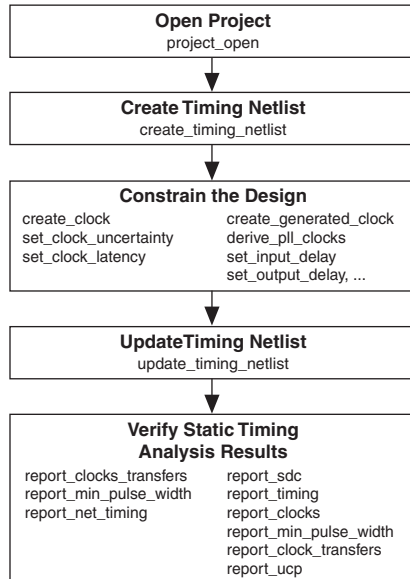 Open Project
project_open
Create Timing Netlist
create_timing_netlist
Constrain the Design
create_clock
set_clock_uncertainty
set_clock_latency
create_generated_clock
derive_pll_clocks
set_input_delay
set_output_delay, ...
UpdateTiming Netlist
update_timing_netlist
Verify Static Timing
Analysis Results
report_clocks_transfers
report_min_pulse_width
report_net_timing
report_sdc
report_timing
report_clocks
report_min_pulse_width
report_clock_transfers
report_ucp